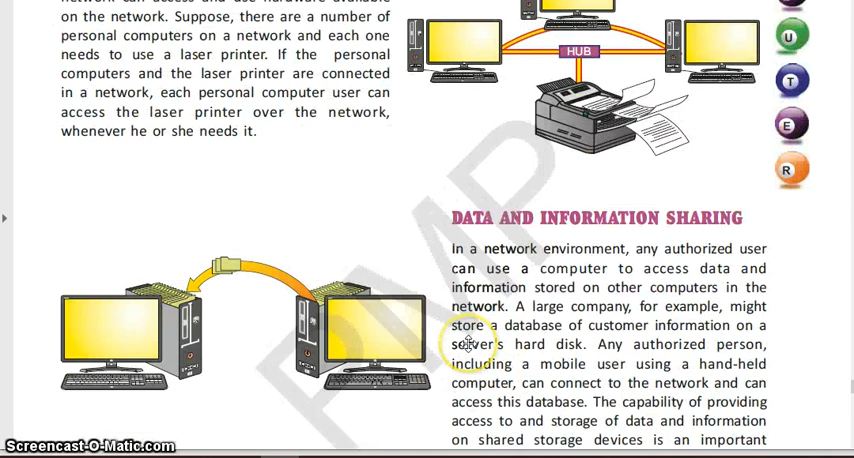 network can access and use hardware available
on the network. Suppose, there are a number of
personal computers on a network and each one
needs to use a laser printer. If the personal
computers and the laser printer are connected
in a network, each personal computer user can
access the laser printer over the network,
whenever he or she needs it.
HUB
U
T
E
R
DATA AND INFORMATION SHARING
In a network environment, any authorized user
can use a computer to access data and
information stored on other computers in the
network. A large company, for example, might
store a database of customer information on a
server's hard disk. Any authorized person,
including a mobile user using a hand-held
computer, can connect to the network and can
access this database. The capability of providing
access to and storage of data and information
on shared storage devices is an important
PMP
Screencast-O-Matic.com